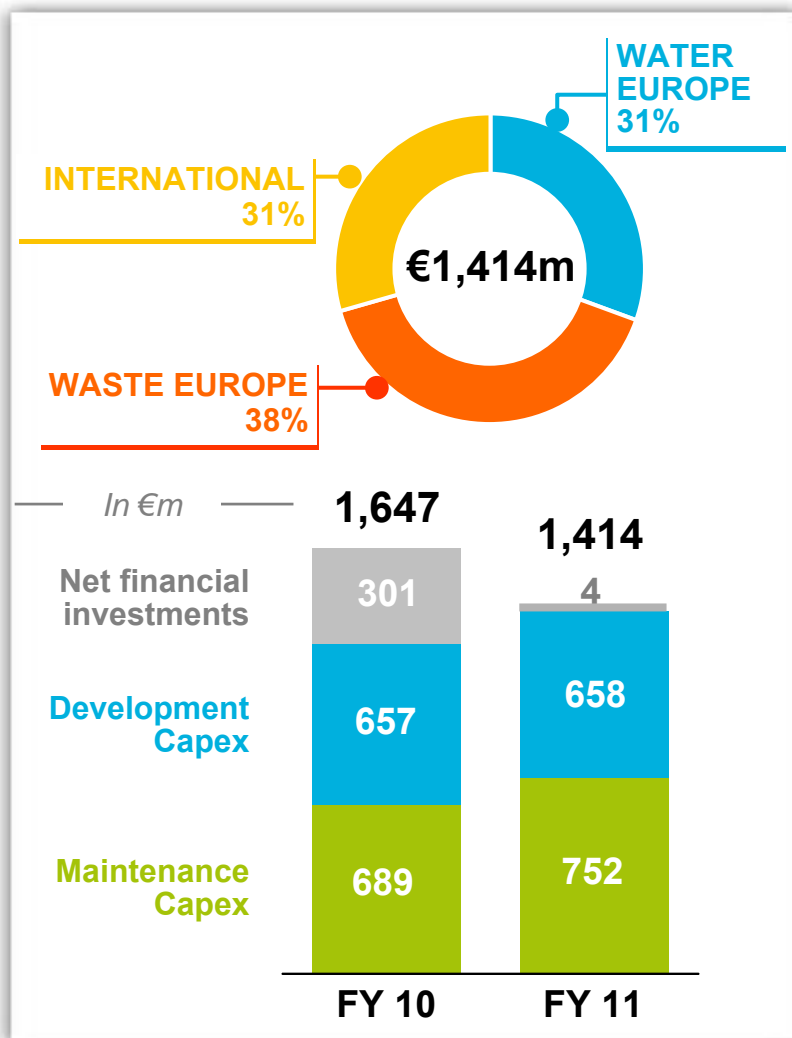 WATER
EUROPE
31%
INTERNATIONAL
31%
€1,414m
WASTE EUROPE
38%
In €m
1,647
1,414
Net financial
investments
301
4
Development
Capex
657
658
Maintenance
Capex
689
752
FY 10
FY 11